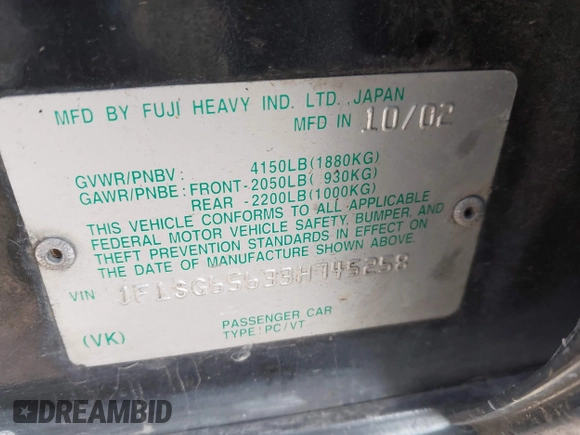 MFD BY FUJI HEAVY IND. LTD. JAPAN
MFD IN 10/02
GVWR/PNBV: 4150LB(1880KG)
GAWR/PNBE: FRONT-2050LB( 930KG)
REAR -2200LB(1000KG)
THIS VEHICLE CONFORMS TO ALL APPLICABLE
FEDERAL MOTOR VEHICLE SAFETY, BUMPER, AND
THEFT PREVENTION STANDARDS IN EFFECT ON
THE DATE OF MANUFACTURE SHOWN ABOVE.
VIN
(VK)
PASSENGER CAR
TYPE:PC/VT
DREAMBID